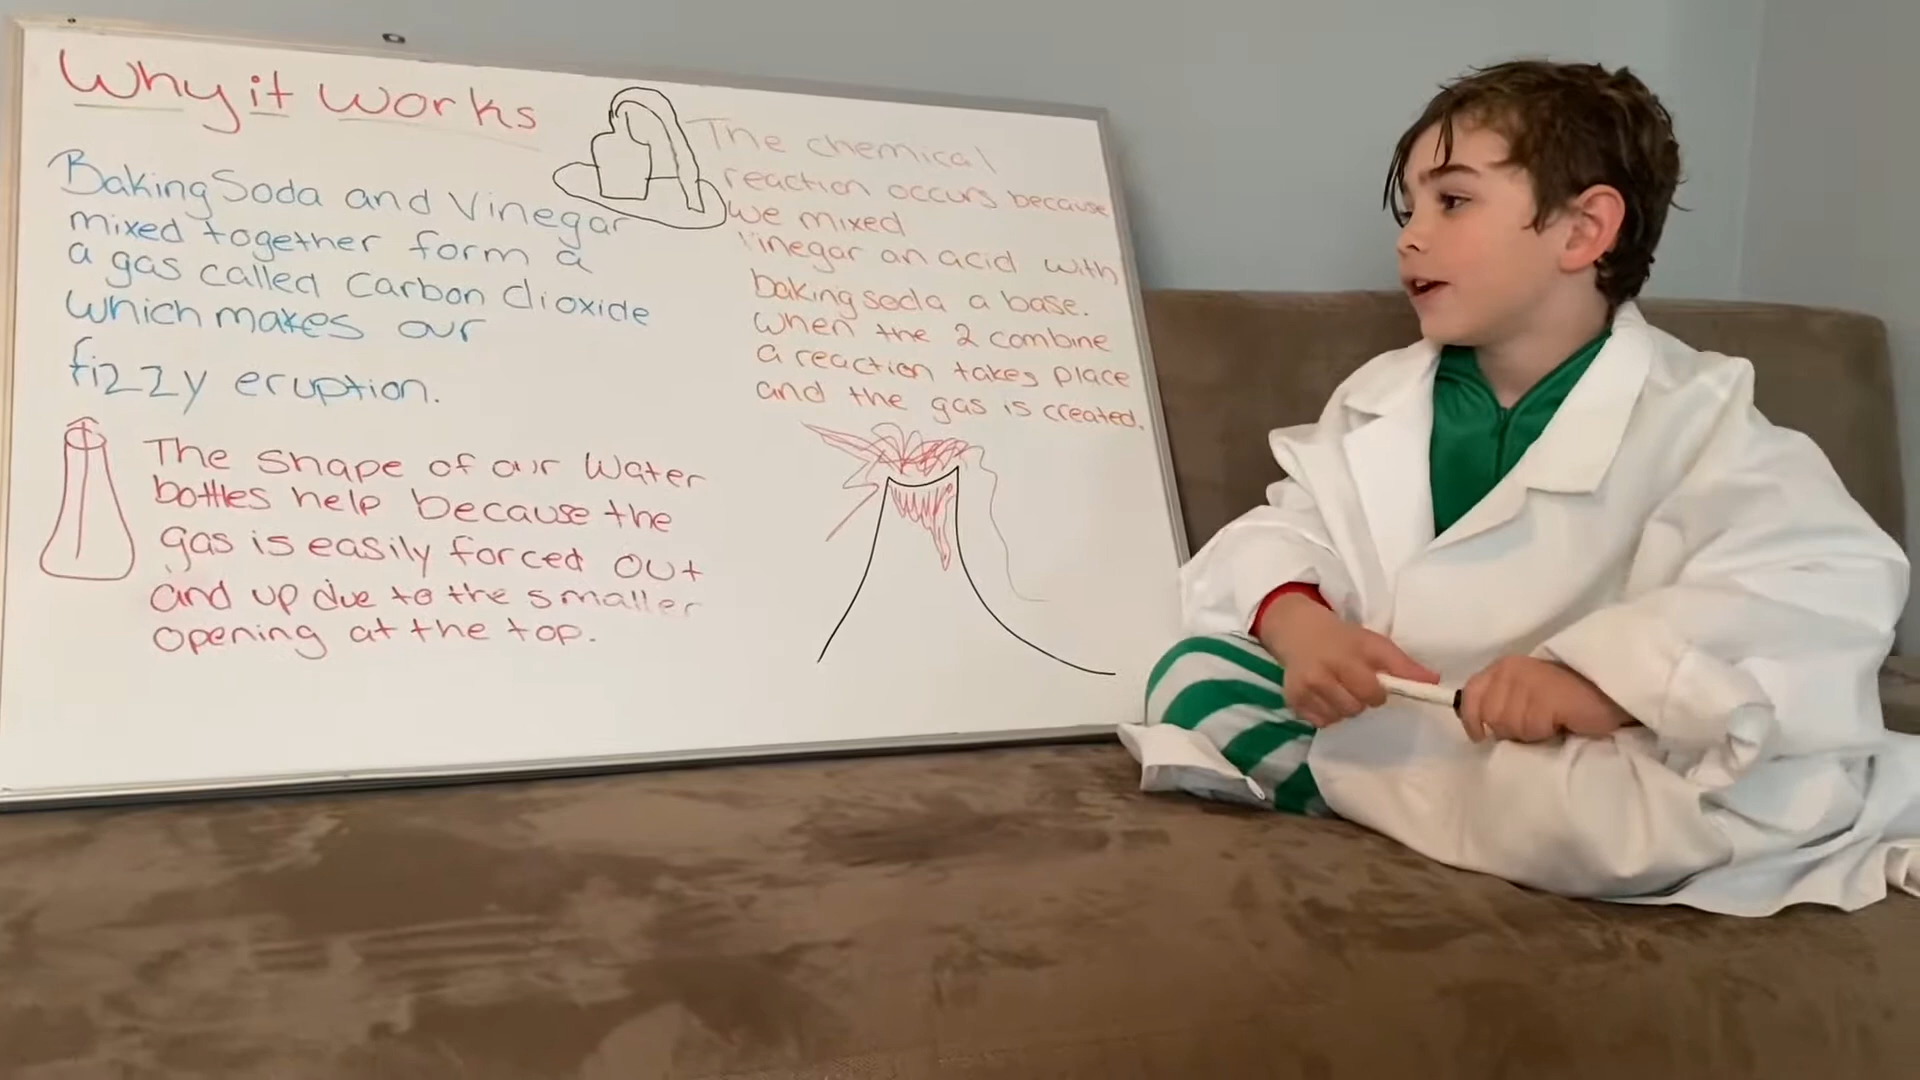 Why it works
Baking Soda and Vinegar
mixed together form a
a gas called Carbon dioxide
which makes our
fizzy eruption.
The shape of our Water
bottles help because the
gas is easily forced out
and up due to the smaller
opening at the top.
The chemical
reaction occurs because
we mixed
Vinegar an acid with
baking soda a base.
When the 2 combine
a reaction takes place
and the gas is created.